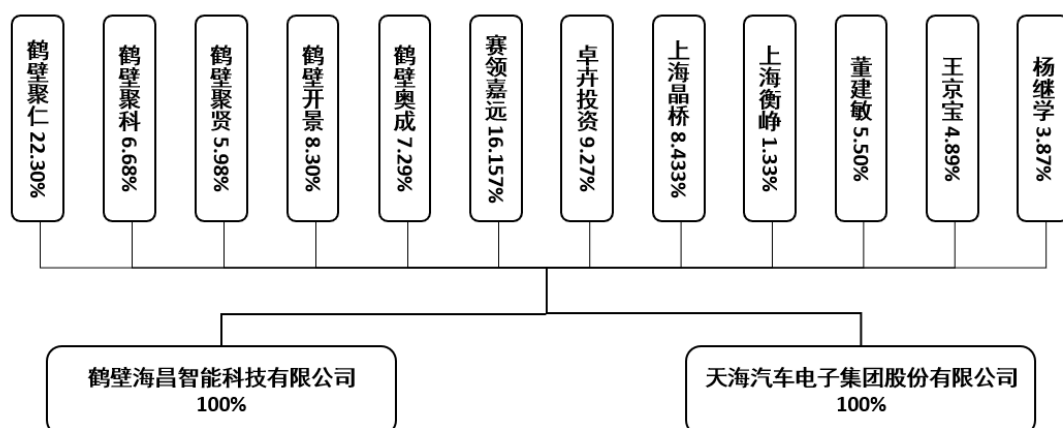 鹤壁聚仁 22.30%
鹤壁聚科 6.68%
鹤壁聚贤 5.98%
鹤壁开景 8.30%
鹤壁奥成 7.29%
赛领嘉远 16.157%
卓卉投资 9.27%
上海晶桥 8.433%
上海衡峥 1.33%
董建敏 5.50%
王京宝 4.89%
杨继学 3.87%
鹤壁海昌智能科技有限公司
100%
天海汽车电子集团股份有限公司
100%